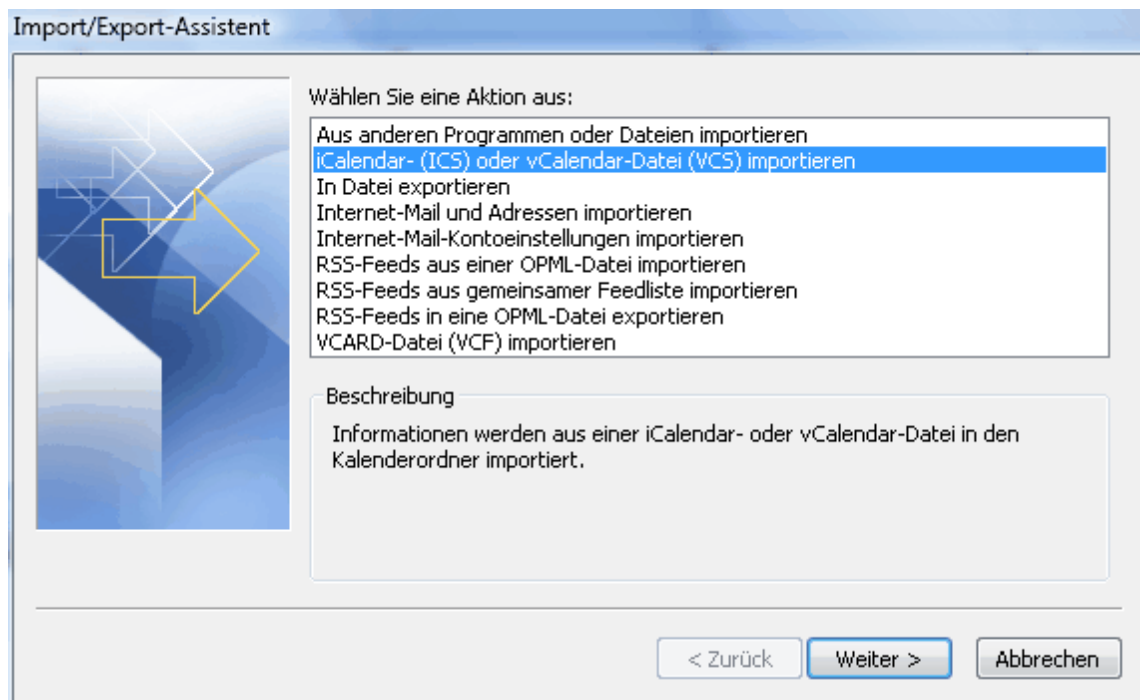 Import/Export-Assistent
Wählen Sie eine Aktion aus:
Aus anderen Programmen oder Dateien importieren
iCalendar- (ICS) oder vCalendar-Datei (VCS) importieren
In Datei exportieren
Internet-Mail und Adressen importieren
Internet-Mail-Kontoeinstellungen importieren
RSS-Feeds aus einer OPML-Datei importieren
RSS-Feeds aus gemeinsamer Feedliste importieren
RSS-Feeds in eine OPML-Datei exportieren
VCARD-Datei (VCF) importieren
Beschreibung
Informationen werden aus einer iCalendar- oder vCalendar-Datei in den
Kalenderordner importiert.
< Zurück Weiter > Abbrechen